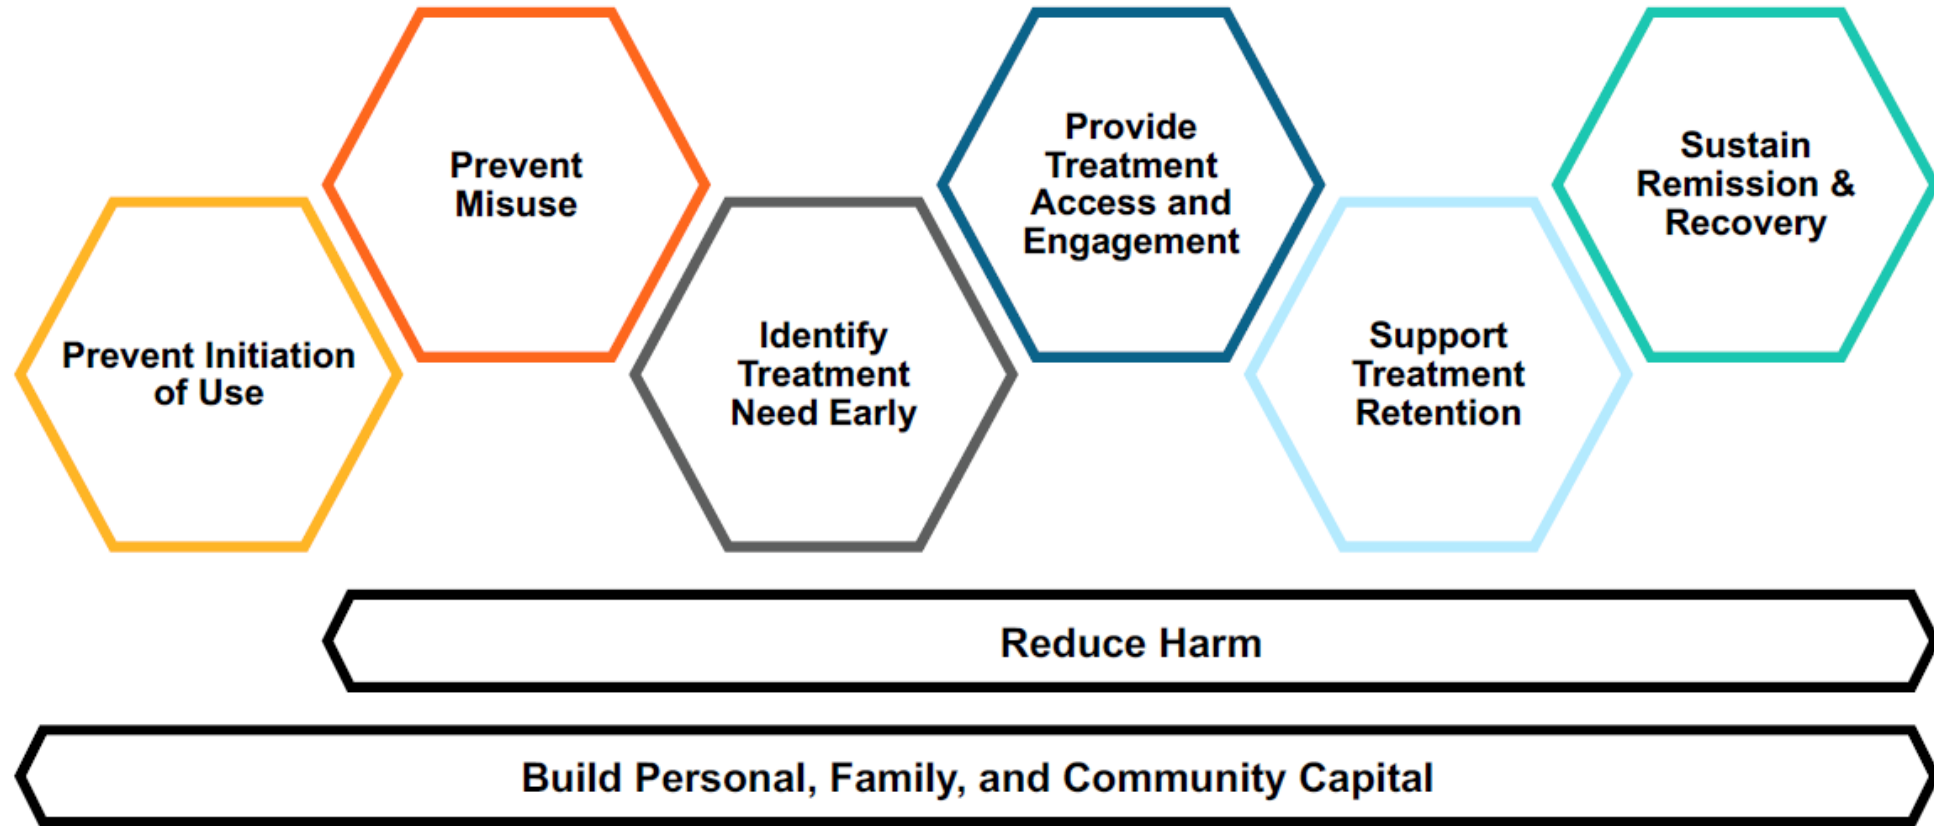 Prevent Initiation
of Use
Prevent
Misuse
Identify
Treatment
Need Early
Provide
Treatment
Access and
Engagement
Support
Treatment
Retention
Sustain
Remission &
Recovery
Reduce Harm
Build Personal, Family, and Community Capital